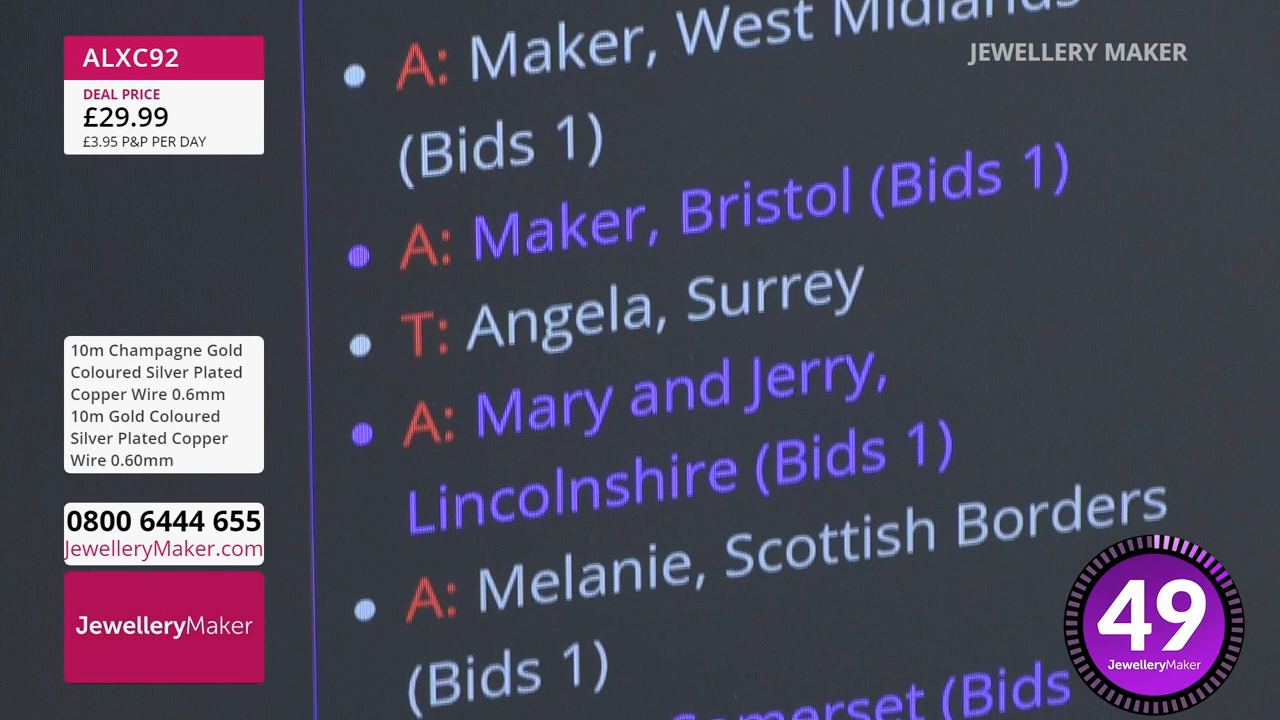 ALXC92
DEAL PRICE
£29.99
£3.95 P&P PER DAY
10m Champagne Gold
Coloured Silver Plated
Copper Wire 0.6mm
10m Gold Coloured
Silver Plated Copper
Wire 0.60mm
0800 6444 655
JewelleryMaker.com
JewelleryMaker
JEWELLERY MAKER
• A: Maker, West Midlands
(Bids 1)
• A: Maker, Bristol (Bids 1)
• T: Angela, Surrey
• A: Mary and Jerry,
Lincolnshire (Bids 1)
• A: Melanie, Scottish Borders
(Bids 1)
Somerset (Bids
49
JewelleryMaker